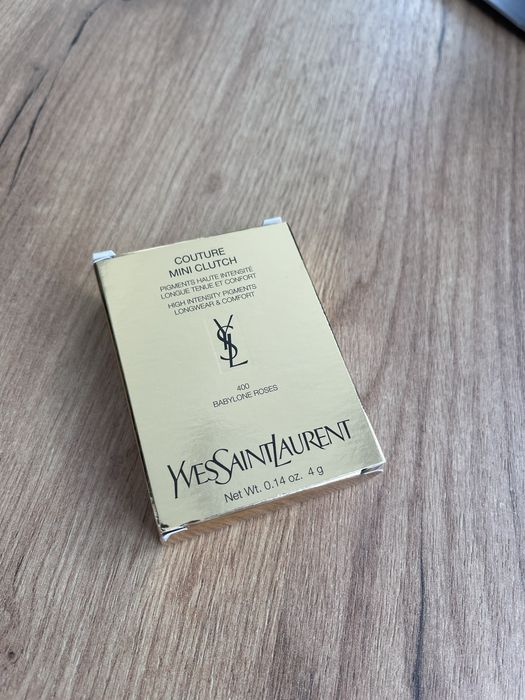 COUTURE
MINI CLUTCH
PIGMENTS HAUTE INTENSITÉ
LONGUE TENUE ET CONFORT
HIGH INTENSITY PIGMENTS
LONGWEAR & COMFORT
YSL
400
BABYLONE ROSES
YVESSAINTLAURENT
Net Wt. 0.14 oz. 4 g